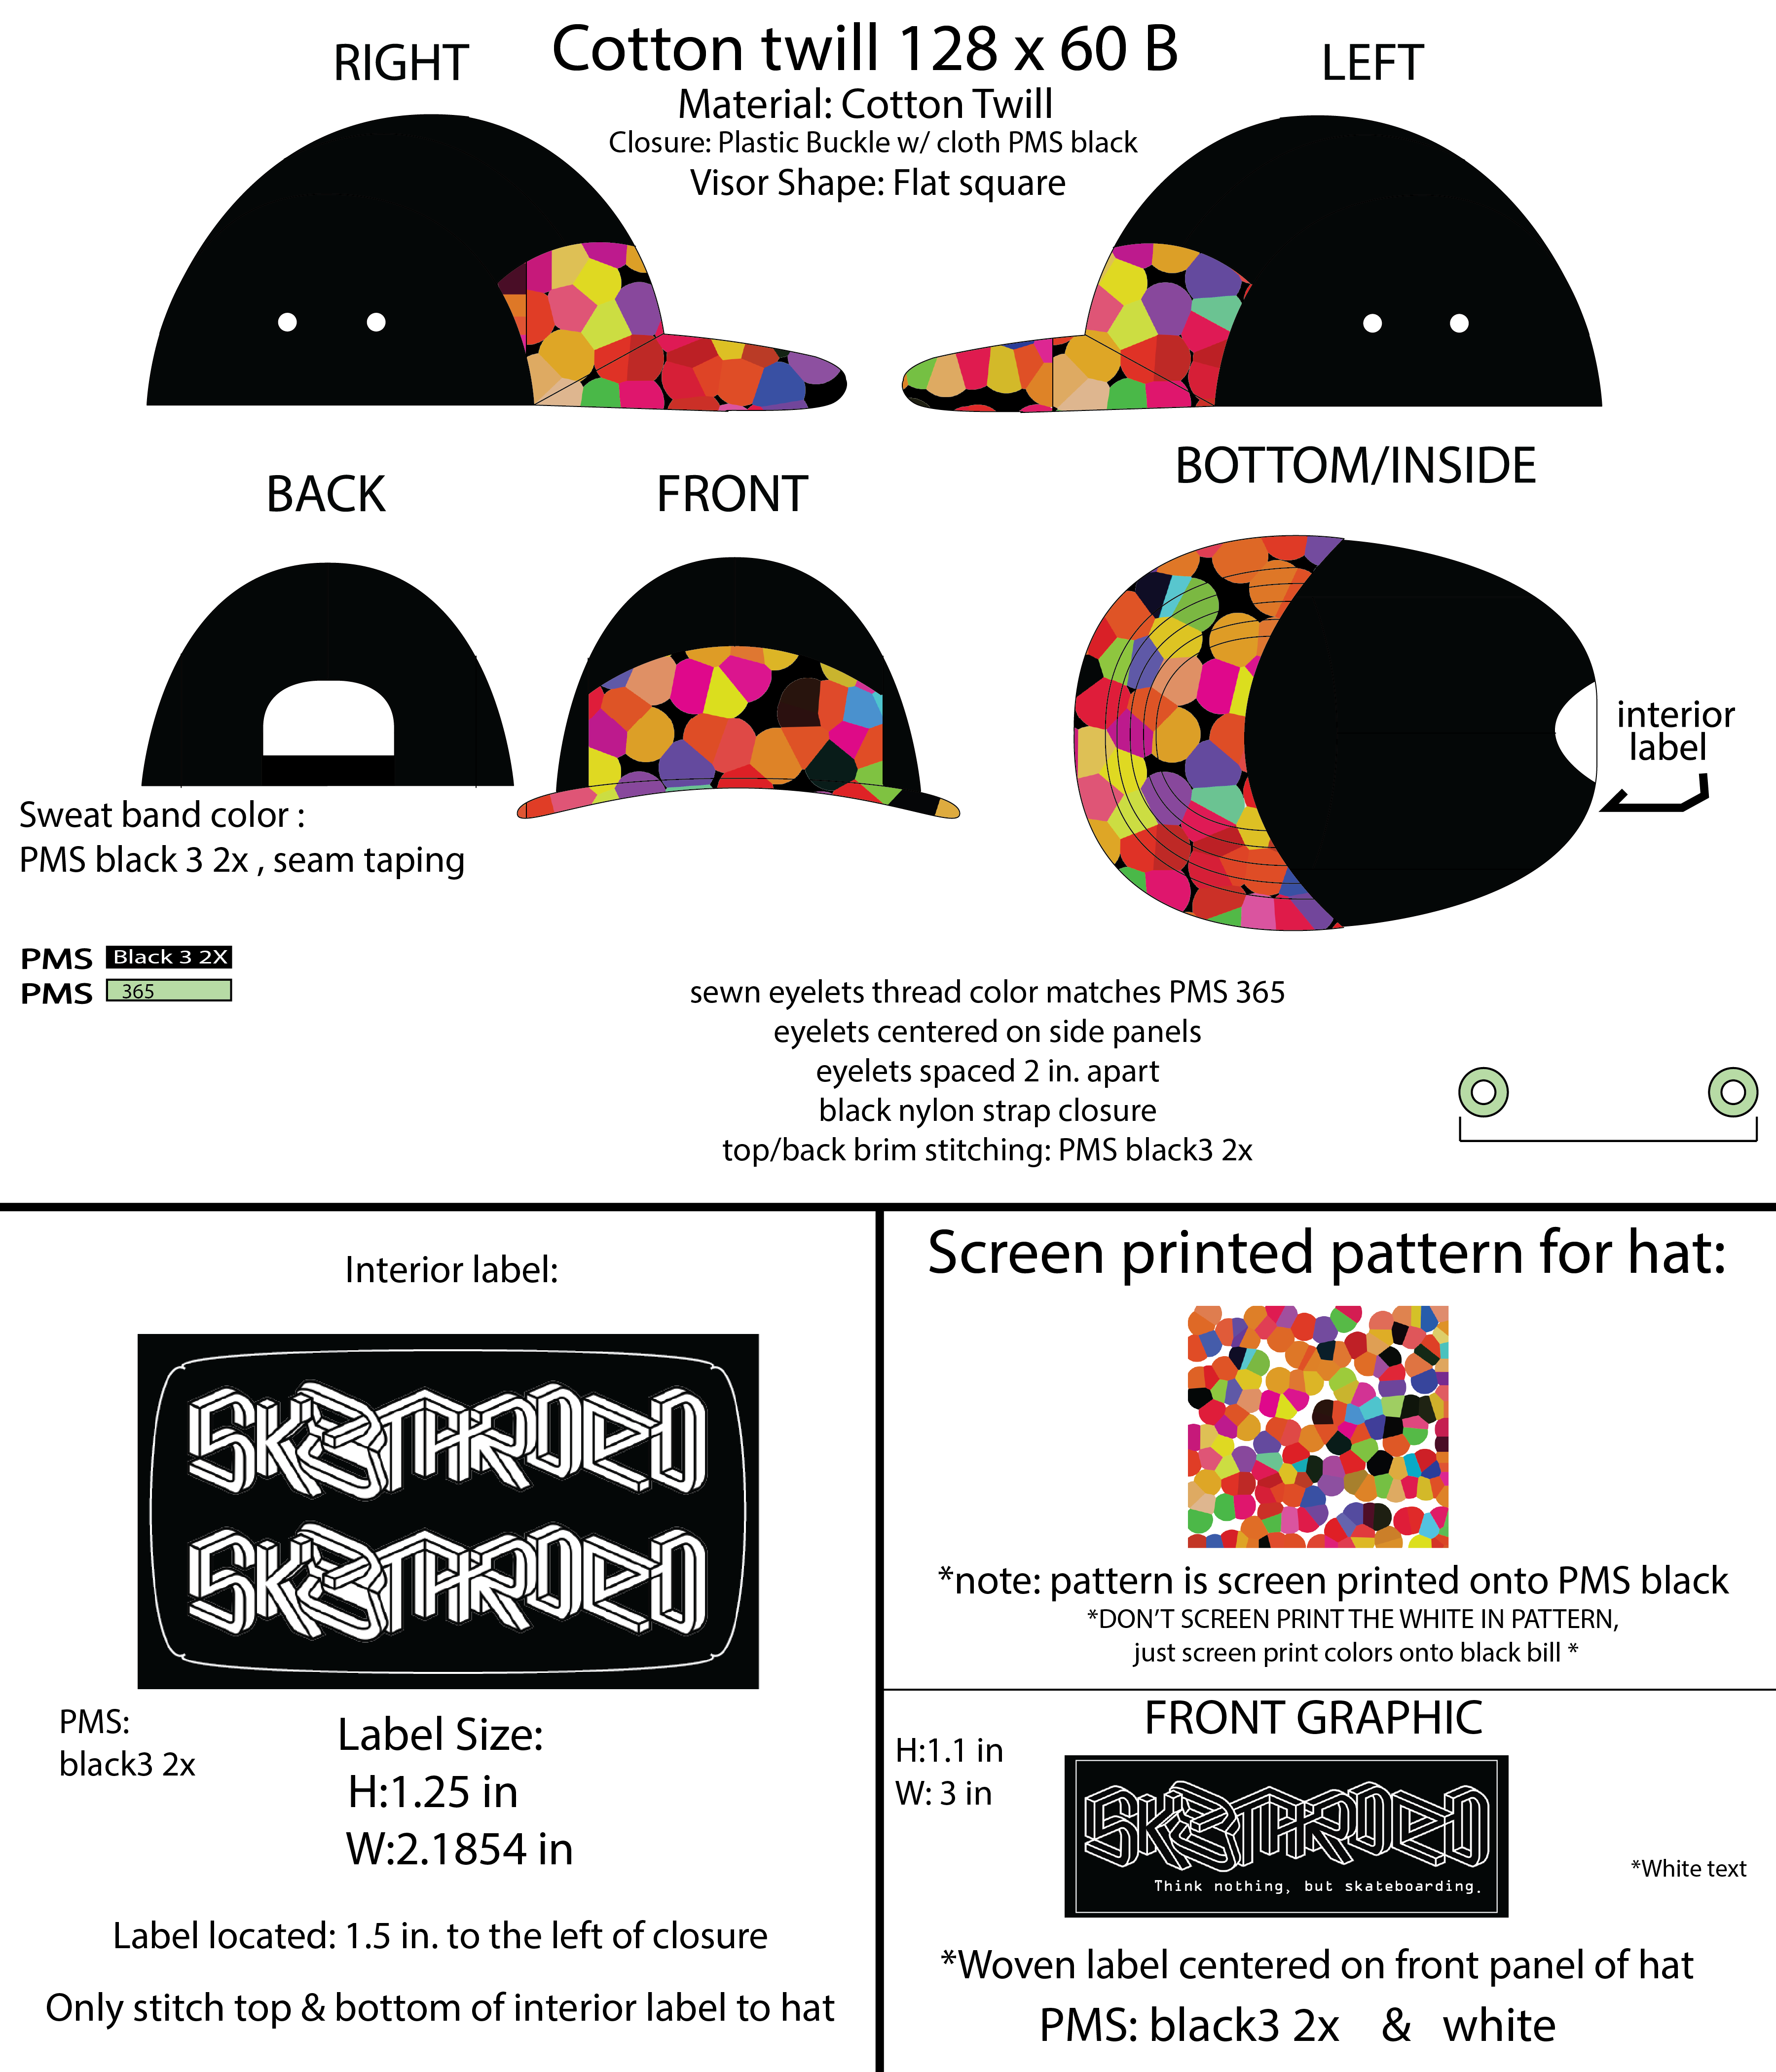 Cotton twill 128 x 60 B
RIGHT
LEFT
Material: Cotton Twill
Closure: Plastic Buckle w/ cloth PMS black
Visor Shape: Flat square
BACK
FRONT
BOTTOM/INSIDE
interior
label
Sweat band color :
PMS black 3 2x , seam taping
PMS Black 3 2X
PMS 365
sewn eyelets thread color matches PMS 365
eyelets centered on side panels
eyelets spaced 2 in. apart
black nylon strap closure
top/back brim stitching: PMS black3 2x
Interior label:
SK8TARDED
SK8TARDED
PMS:
black3 2x
Label Size:
H:1.25 in
W:2.1854 in
Label located: 1.5 in. to the left of closure
Only stitch top & bottom of interior label to hat
Screen printed pattern for hat:
*note: pattern is screen printed onto PMS black
*DON'T SCREEN PRINT THE WHITE IN PATTERN,
just screen print colors onto black bill *
FRONT GRAPHIC
H:1.1 in
W: 3 in
SK8TARDED
Think nothing, but skateboarding.
*White text
*Woven label centered on front panel of hat
PMS: black3 2x & white